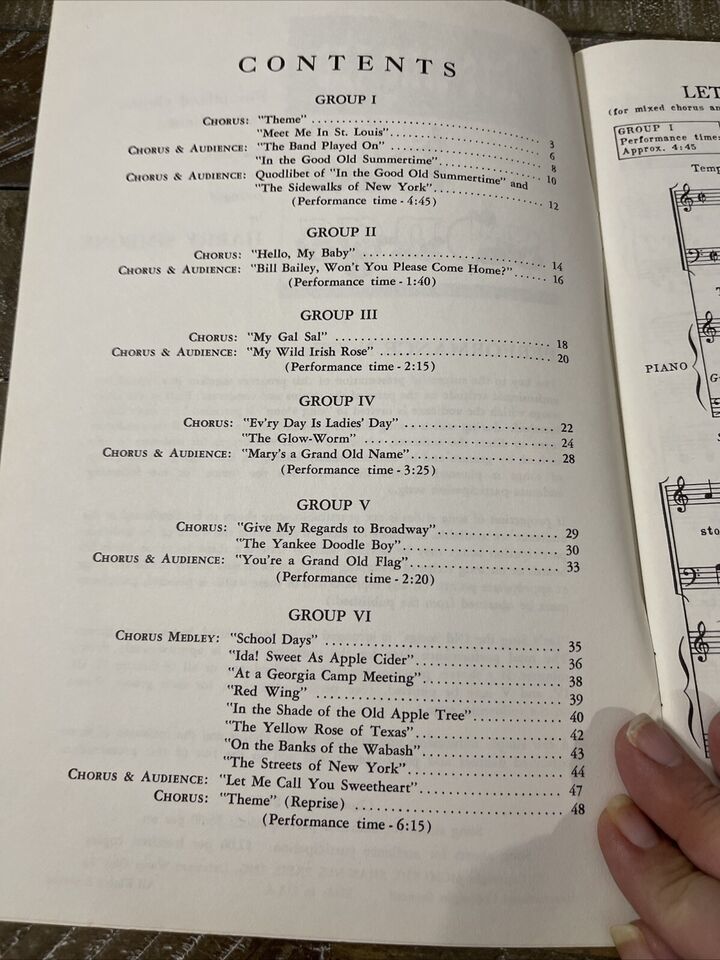 CONTENTS
GROUP I
CHORUS: "Theme" ........ 3
"Meet Me In St. Louis" ........ 6
CHORUS & AUDIENCE: "The Band Played On" ........ 8
"In the Good Old Summertime" ........ 10
CHORUS & AUDIENCE: Quodlibet of "In the Good Old Summertime" and
"The Sidewalks of New York" ........ 12
(Performance time - 4:45)
GROUP II
CHORUS: "Hello, My Baby" ........ 14
CHORUS & AUDIENCE: "Bill Bailey, Won't You Please Come Home?" ........ 16
(Performance time - 1:40)
GROUP III
CHORUS: "My Gal Sal" ........ 18
CHORUS & AUDIENCE: "My Wild Irish Rose" ........ 20
(Performance time - 2:15)
GROUP IV
CHORUS: "Ev'ry Day Is Ladies' Day" ........ 22
"The Glow-Worm" ........ 24
CHORUS & AUDIENCE: "Mary's a Grand Old Name" ........ 28
(Performance time - 3:25)
GROUP V
CHORUS: "Give My Regards to Broadway" ........ 29
"The Yankee Doodle Boy" ........ 30
CHORUS & AUDIENCE: "You're a Grand Old Flag" ........ 33
(Performance time - 2:20)
GROUP VI
CHORUS MEDLEY: "School Days" ........ 35
"Ida! Sweet As Apple Cider" ........ 36
"At a Georgia Camp Meeting" ........ 38
"Red Wing" ........ 39
"In the Shade of the Old Apple Tree" ........ 40
"The Yellow Rose of Texas" ........ 42
"On the Banks of the Wabash" ........ 43
"The Streets of New York" ........ 44
CHORUS & AUDIENCE: "Let Me Call You Sweetheart" ........ 47
CHORUS: "Theme" (Reprise) ........ 48
(Performance time - 6:15)
LET
(for mixed chorus an
GROUP I
Performance time:
Approx. 4:45
Temp
PIANO
sto